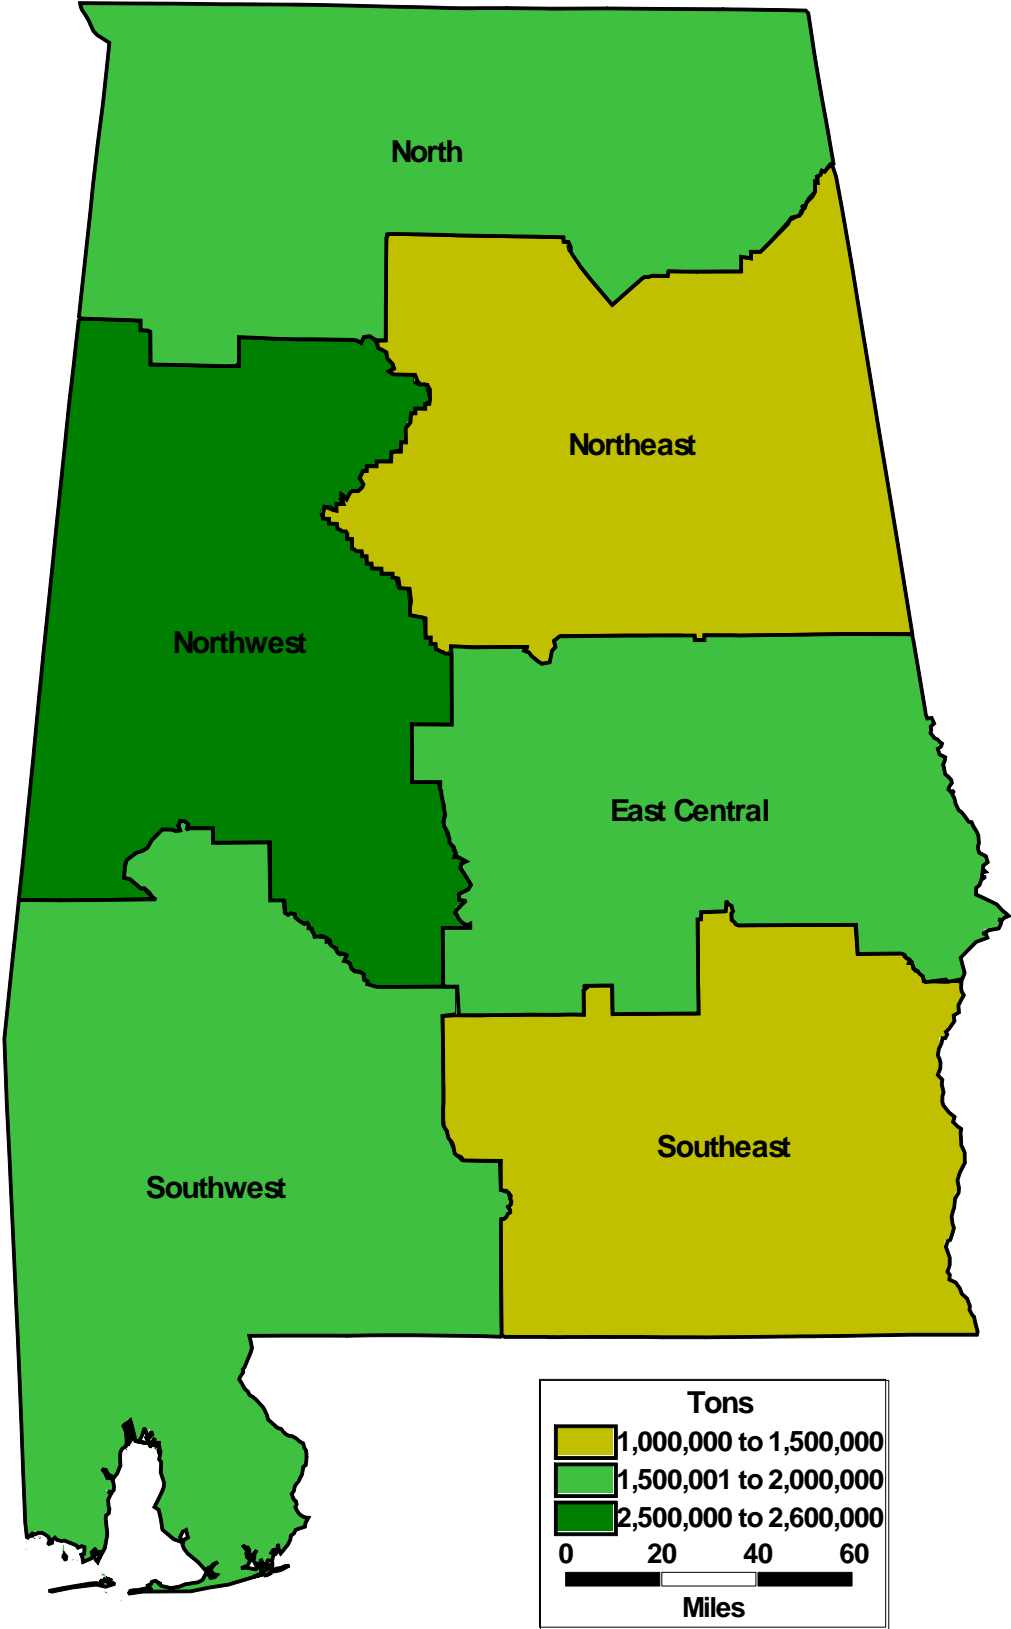 North
Northeast
Northwest
East Central
Southeast
Southwest
Tons
1,000,000 to 1,500,000
1,500,001 to 2,000,000
2,500,000 to 2,600,000
0 20 40 60
Miles